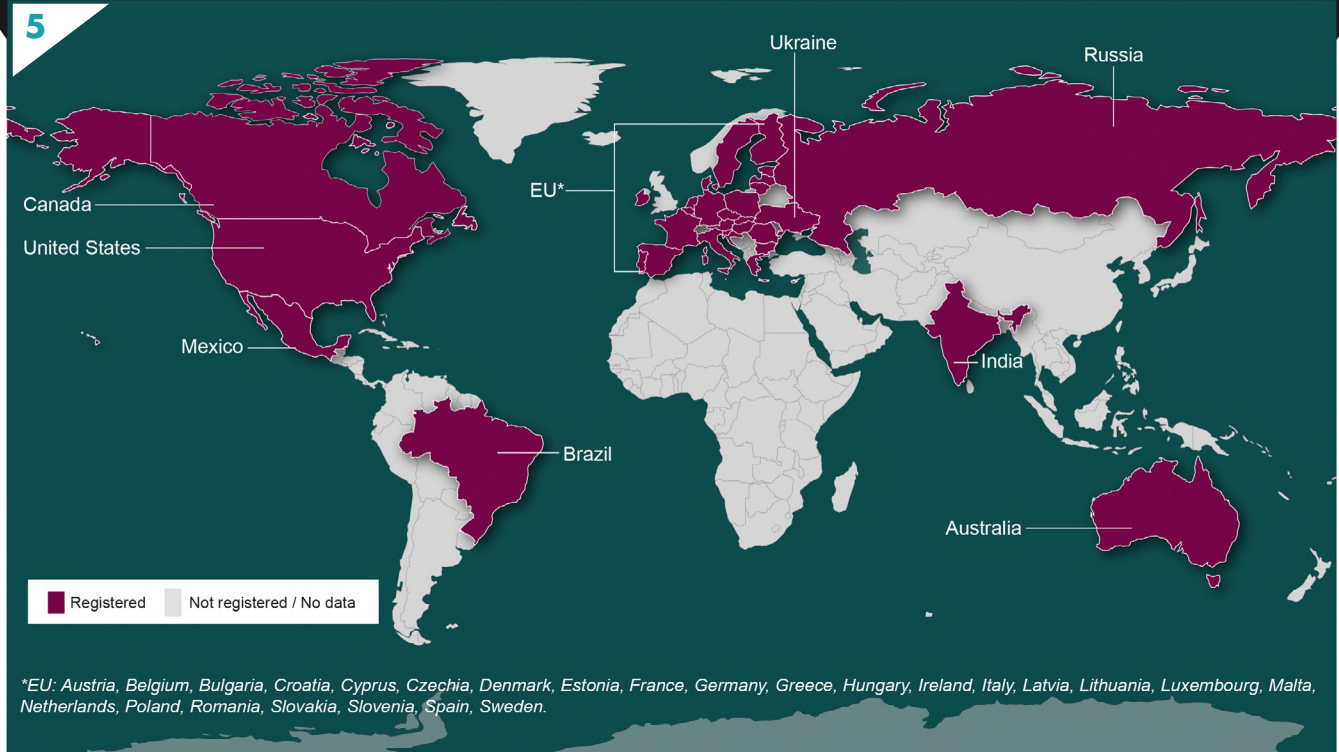 5
Ukraine
Russia
EU*
Canada
United States
Mexico
India
Brazil
Australia
Registered
Not registered / No data
*EU: Austria, Belgium, Bulgaria, Croatia, Cyprus, Czechia, Denmark, Estonia, France, Germany, Greece, Hungary, Ireland, Italy, Latvia, Lithuania, Luxembourg, Malta,
Netherlands, Poland, Romania, Slovakia, Slovenia, Spain, Sweden.